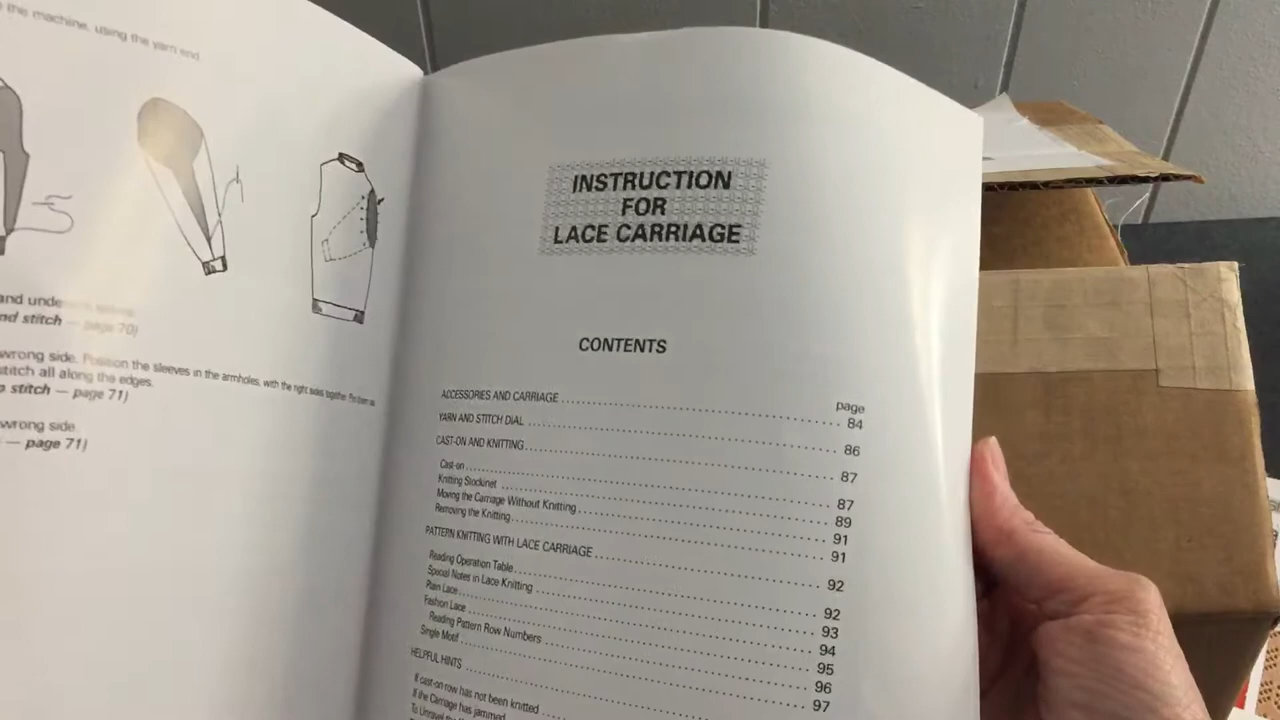 the machine, using the yarn end.
and unde
nd stitch — page 70)
wrong side. Position the sleeves in the armholes, with the right sides together.
stitch all along the edges.
stitch — page 71)
wrong side.
— page 71)
INSTRUCTION
FOR
LACE CARRIAGE
CONTENTS
page
ACCESSORIES AND CARRIAGE 84
YARN AND STITCH DIAL 86
CAST-ON AND KNITTING 87
Cast-on 87
Knitting Stockinet 89
Moving the Carriage Without Knitting 91
Removing the Knitting 91
PATTERN KNITTING WITH LACE CARRIAGE 92
Reading Operation Table 92
Special Notes in Lace Knitting 93
Plain Lace 94
Fashion Lace 95
Reading Pattern Row Numbers 96
Single Motif 97
HELPFUL HINTS
If cast-on row has not been knitted
If the Carriage has jammed
To Unravel the